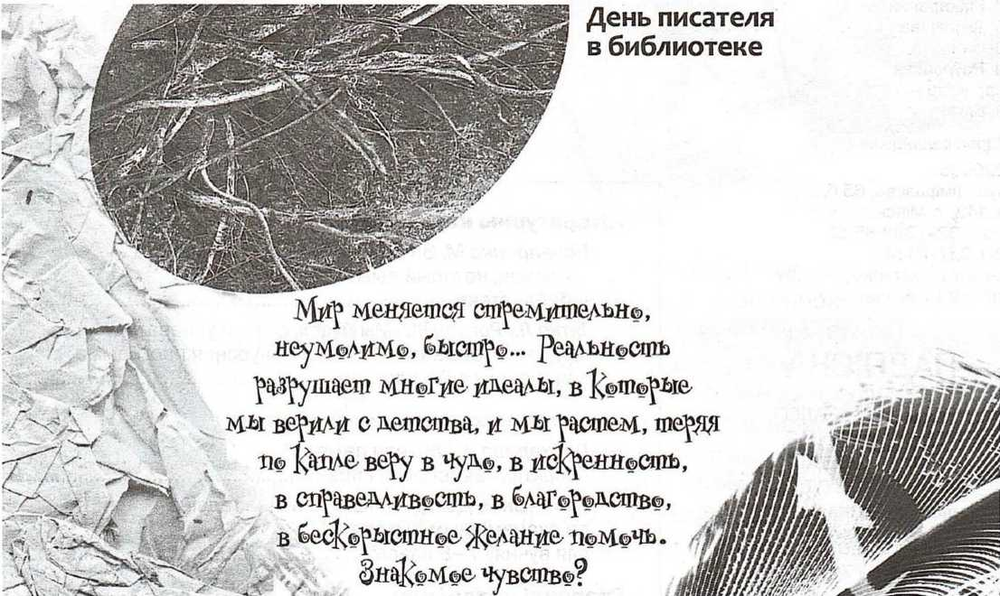 День писателя
в библиотеке
Мир меняется стремительно,
неумолимо, быстро... Реальность
разрушает многие идеалы, в которые
мы верили с детства, и мы растем, теряя
по капле веру в чудо, в искренность,
в справедливость, в благородство,
в бескорыстное желание помочь.
Знакомое чувство?